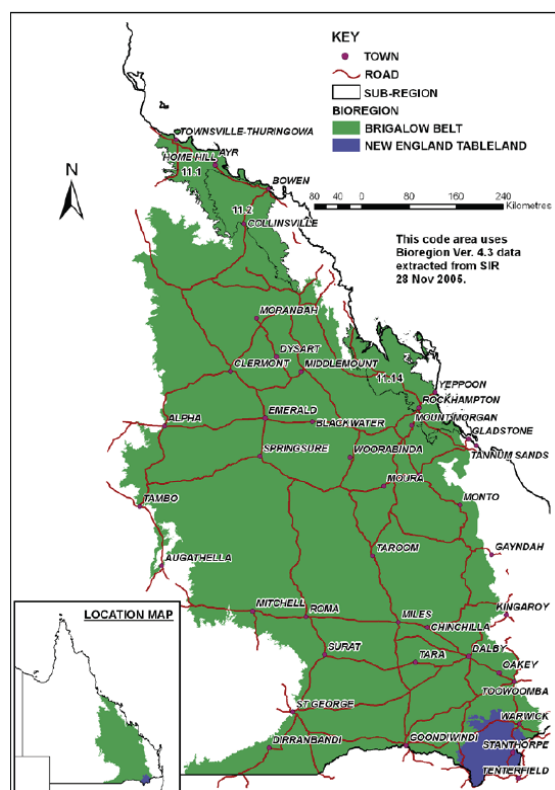 KEY
TOWN
ROAD
SUB-REGION
BIOREGION
BRIGALOW BELT
NEW ENGLAND TABLELAND
TOWNSVILLE-THURINGOWA
HOME HILL
AYR
11.1
N
BOWEN
11.2
80 40 0 80 160 240
Kilometres
COLLINSVILLE
This code area uses
Bioregion Ver. 4.3 data
extracted from SIR
28 Nov 2005.
MORANBAH
DYSART
CLERMONT
MIDDLEMOUNT
11.14
YEPPOON
ROCKHAMPTON
ALPHA
EMERALD
BLACKWATER
MOUNT MORGAN
GLADSTONE
SPRINGSURE
WOORABINDA
TANNUM SANDS
MOURA
TAMBO
MONTO
TAROOM
GAYNDAH
AUGATHELLA
MITCHELL
ROMA
MILES
KINGAROY
CHINCHILLA
LOCATION MAP
SURAT
TARA
DALBY
OAKEY
TOOWOOMBA
ST GEORGE
WARWICK
DIRRANBANDI
GOONDIWINDI
STANTHORPE
TENTERFIELD